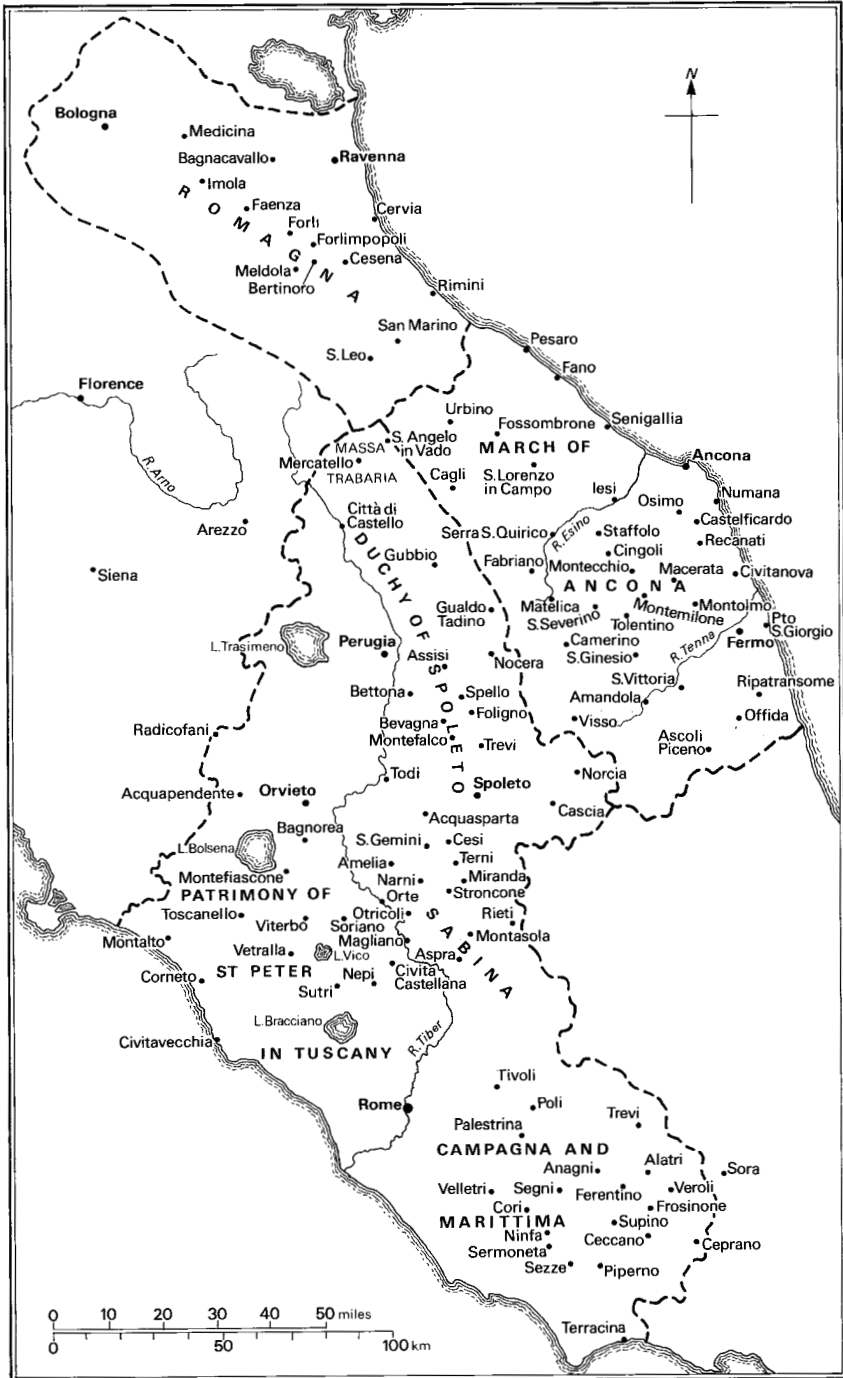 N
Bologna
Medicina
Bagnacavallo
Ravenna
Imola
ROMAGNA
Faenza
Cervia
Forlì
Forlimpopoli
Meldola
Cesena
Bertinoro
Rimini
San Marino
S. Leo
Pesaro
Fano
Florence
R. Arno
Urbino
Fossombrone
Senigallia
MASSA
TRABARIA
S. Angelo
in Vado
MARCH OF
Mercatello
Ancona
Cagli
S. Lorenzo
in Campo
Iesi
Numana
Osimo
Arezzo
Città di
Castello
Castelficardo
Serra S. Quirico
R. Esino
Staffolo
Recanati
DUCHY OF SPOLETO
Gubbio
Cingoli
Siena
Fabriano
Montecchio
Macerata
Civitanova
ANCONA
Matelica
Gualdo
Tadino
S. Severino
Tolentino
Montemilone
Montolmo
Pto
S. Giorgio
L. Trasimeno
Perugia
Camerino
R. Tenna
Fermo
Assisi
Nocera
S. Ginesio
S. Vittoria
Bettona
Spello
Amandola
Ripatransome
Bevagna
Foligno
Visso
Offida
Radicofani
Montefalco
Trevi
Ascoli
Piceno
Todi
Norcia
Acquapendente
Orvieto
Spoleto
Cascia
Acquasparta
Bagnorea
L. Bolsena
S. Gemini
Cesi
Amelia
Terni
Montefiascone
Narni
Miranda
PATRIMONY OF
Orte
Stroncone
Toscanello
Viterbo
Soriano
Otricoli
SABINA
Rieti
Montalto
Magliano
Montasola
Vetralla
L. Vico
Aspra
Corneto
ST PETER
Nepi
Civita
Castellana
Sutri
L. Bracciano
Civitavecchia
R. Tiber
IN TUSCANY
Tivoli
Rome
Poli
Trevi
Palestrina
CAMPAGNA AND
Anagni
Alatri
Sora
Velletri
Segni
Ferentino
Veroli
Cori
Frosinone
MARITTIMA
Supino
Ninfa
Ceccano
Ceprano
Sermoneta
Sezze
Piperno
Terracina
0 10 20 30 40 50 miles
0 50 100 km